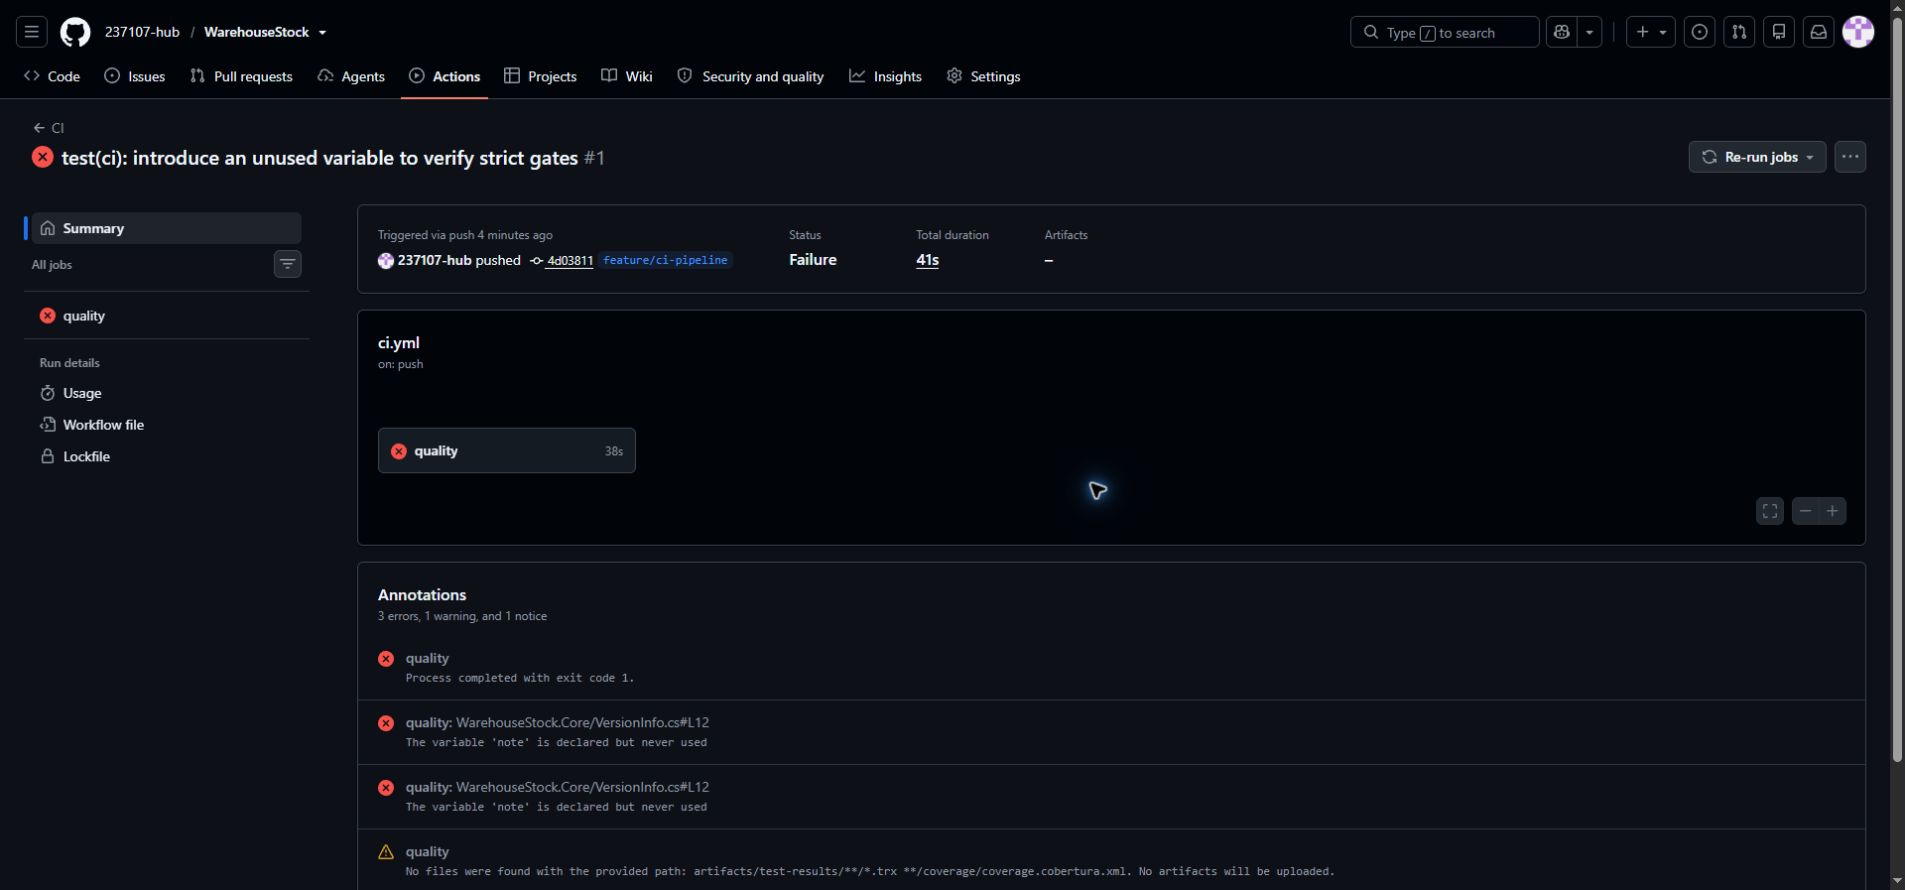 237107-hub / WarehouseStock
Type / to search
Code Issues Pull requests Agents Actions Projects Wiki Security and quality Insights Settings
CI
test(ci): introduce an unused variable to verify strict gates #1
Re-run jobs
Summary
All jobs
quality
Run details
Usage
Workflow file
Lockfile
Triggered via push 4 minutes ago
237107-hub pushed 4d03811 feature/ci-pipeline
Status
Failure
Total duration
41s
Artifacts
–
ci.yml
on: push
quality 38s
Annotations
3 errors, 1 warning, and 1 notice
quality
Process completed with exit code 1.
quality: WarehouseStock.Core/VersionInfo.cs#L12
The variable 'note' is declared but never used
quality: WarehouseStock.Core/VersionInfo.cs#L12
The variable 'note' is declared but never used
quality
No files were found with the provided path: artifacts/test-results/**/*.trx **/coverage/coverage.cobertura.xml. No artifacts will be uploaded.